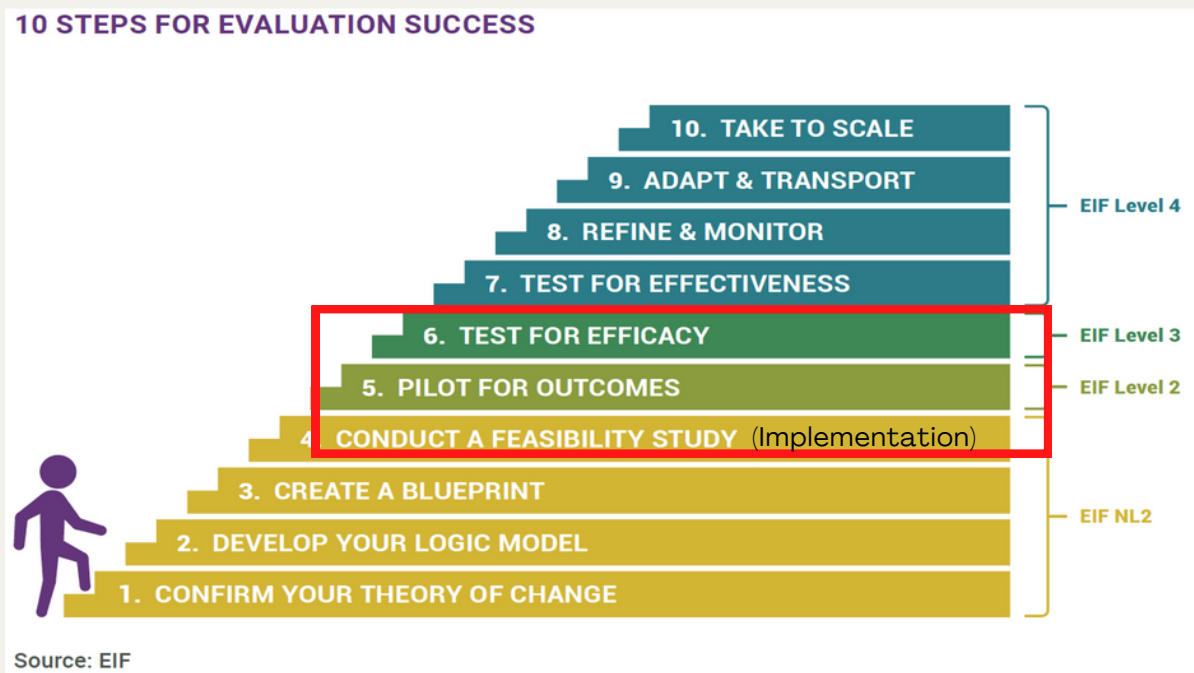 10 STEPS FOR EVALUATION SUCCESS
10. TAKE TO SCALE
9. ADAPT & TRANSPORT
EIF Level 4
8. REFINE & MONITOR
7. TEST FOR EFFECTIVENESS
6. TEST FOR EFFICACY
EIF Level 3
5. PILOT FOR OUTCOMES
EIF Level 2
4. CONDUCT A FEASIBILITY STUDY (Implementation)
3. CREATE A BLUEPRINT
EIF NL2
2. DEVELOP YOUR LOGIC MODEL
1. CONFIRM YOUR THEORY OF CHANGE
Source: EIF